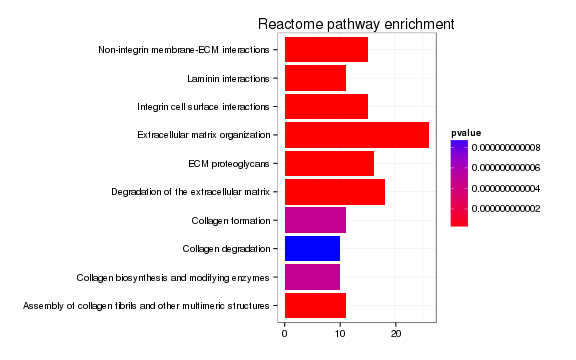 Reactome pathway enrichment
Non-integrin membrane-ECM interactions
Laminin interactions
Integrin cell surface interactions
Extracellular matrix organization
ECM proteoglycans
Degradation of the extracellular matrix
Collagen formation
Collagen degradation
Collagen biosynthesis and modifying enzymes
Assembly of collagen fibrils and other multimeric structures
0 10 20
pvalue
0.000000000008
0.000000000006
0.000000000004
0.000000000002